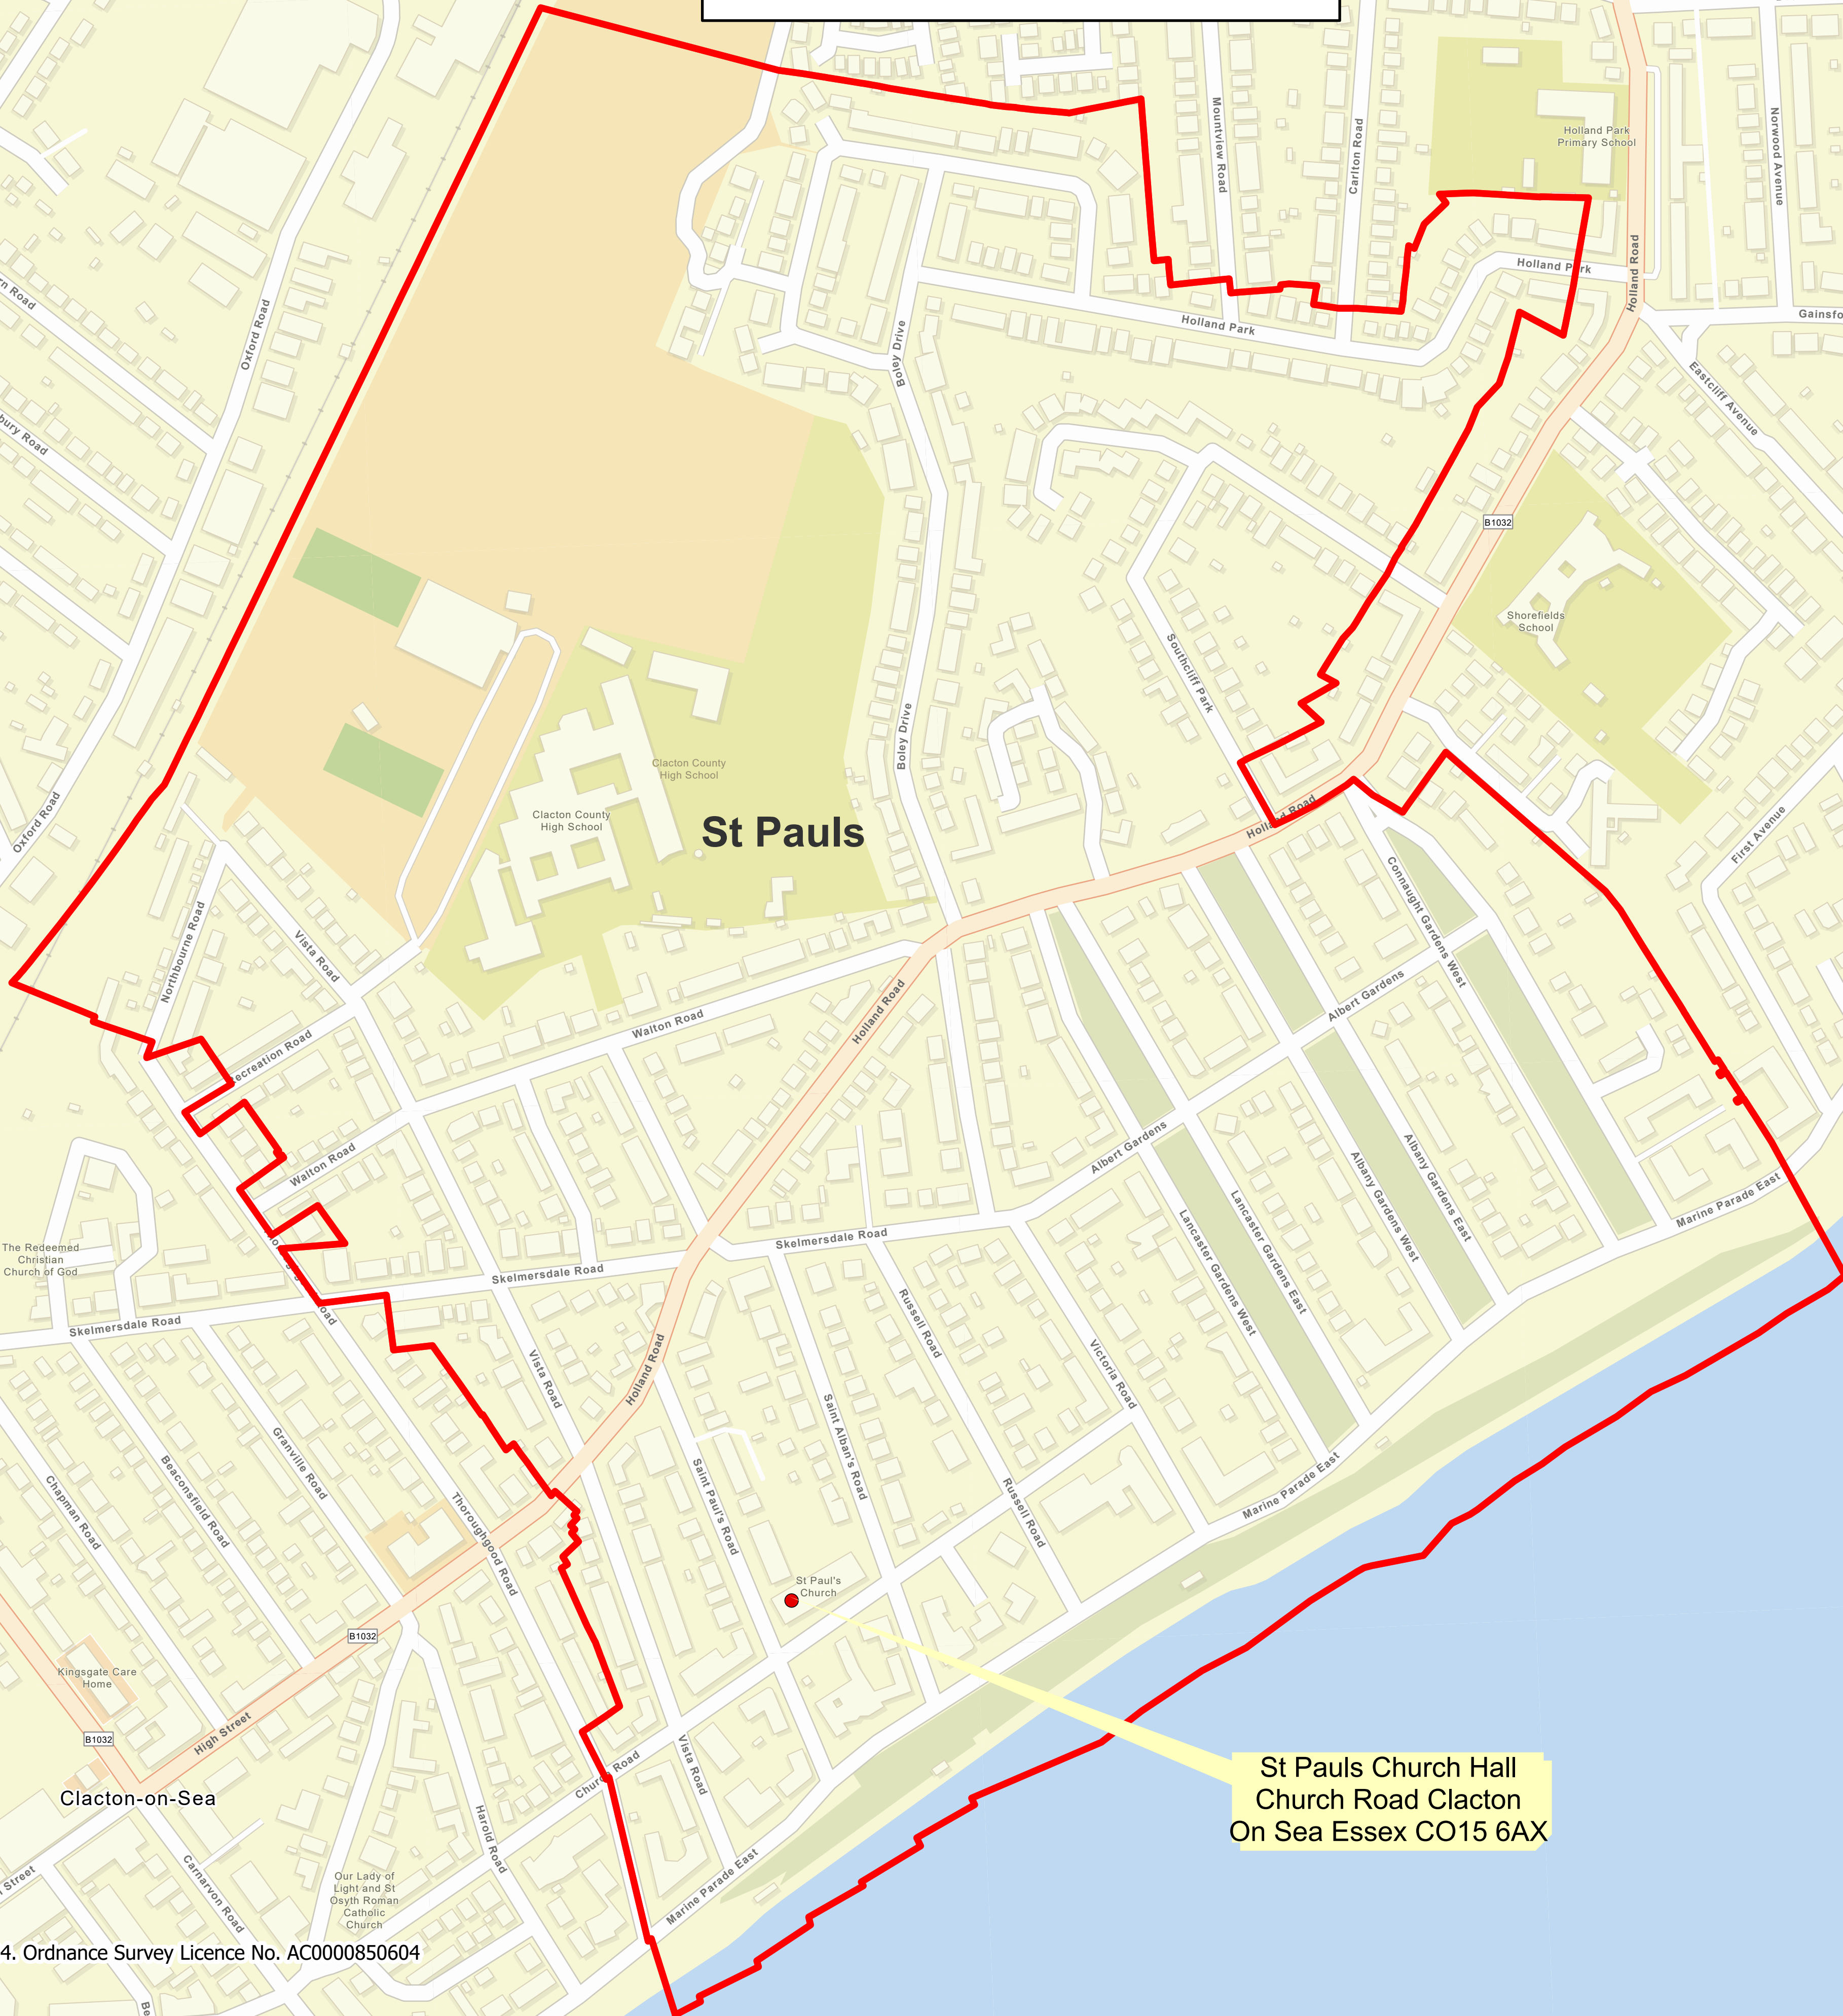 Holland Park
Primary School
Mountview Road
Carlton Road
Norwood Avenue
Holland Road
Holland Park
Holland Park
Oxford Road
Boley Drive
Eastcliff Avenue
B1032
Shorefields
School
Southcliff Park
Boley Drive
Clacton County
High School
Clacton County
High School
St Pauls
Oxford Road
Holland Road
First Avenue
Connaught Gardens West
Northbourne Road
Vista Road
Walton Road
Holland Road
Albert Gardens
Walton Road
Albert Gardens
Albany Gardens East
Albany Gardens West
Marine Parade East
Lancaster Gardens East
Lancaster Gardens West
The Redeemed
Christian
Church of God
Skelmersdale Road
Skelmersdale Road
Skelmersdale Road
Russell Road
Victoria Road
Vista Road
Holland Road
Saint Alban's Road
Granville Road
Beaconsfield Road
Chapman Road
Thoroughgood Road
Saint Paul's Road
Russell Road
Marine Parade East
St Paul's
Church
B1032
Kingsgate Care
Home
B1032
High Street
Vista Road
Church Road
Clacton-on-Sea
Harold Road
Carnarvon Road
Our Lady of
Light and St
Osyth Roman
Catholic
Church
Marine Parade East
St Pauls Church Hall
Church Road Clacton
On Sea Essex CO15 6AX
4. Ordnance Survey Licence No. AC0000850604